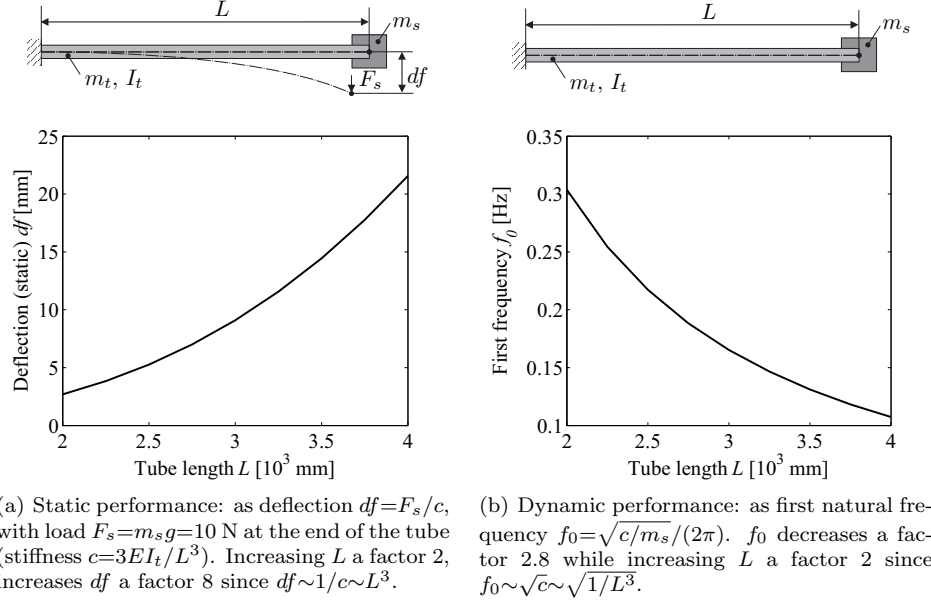 L
m_s
m_t, I_t
F_s
df
L
m_s
m_t, I_t
Deflection (static) df [mm]
25
20
15
10
5
0
2
2.5
3
3.5
4
Tube length L [10^3 mm]
First frequency f_0 [Hz]
0.35
0.3
0.25
0.2
0.15
0.1
2
2.5
3
3.5
4
Tube length L [10^3 mm]
(a) Static performance: as deflection df=F_s/c,
with load F_s=m_sg=10 N at the end of the tube
(stiffness c=3EI_t/L^3). Increasing L a factor 2,
increases df a factor 8 since df~1/c~L^3.
(b) Dynamic performance: as first natural fre-
quency f_0=√(c/m_s)/(2π). f_0 decreases a fac-
tor 2.8 while increasing L a factor 2 since
f_0~√c~√(1/L^3).